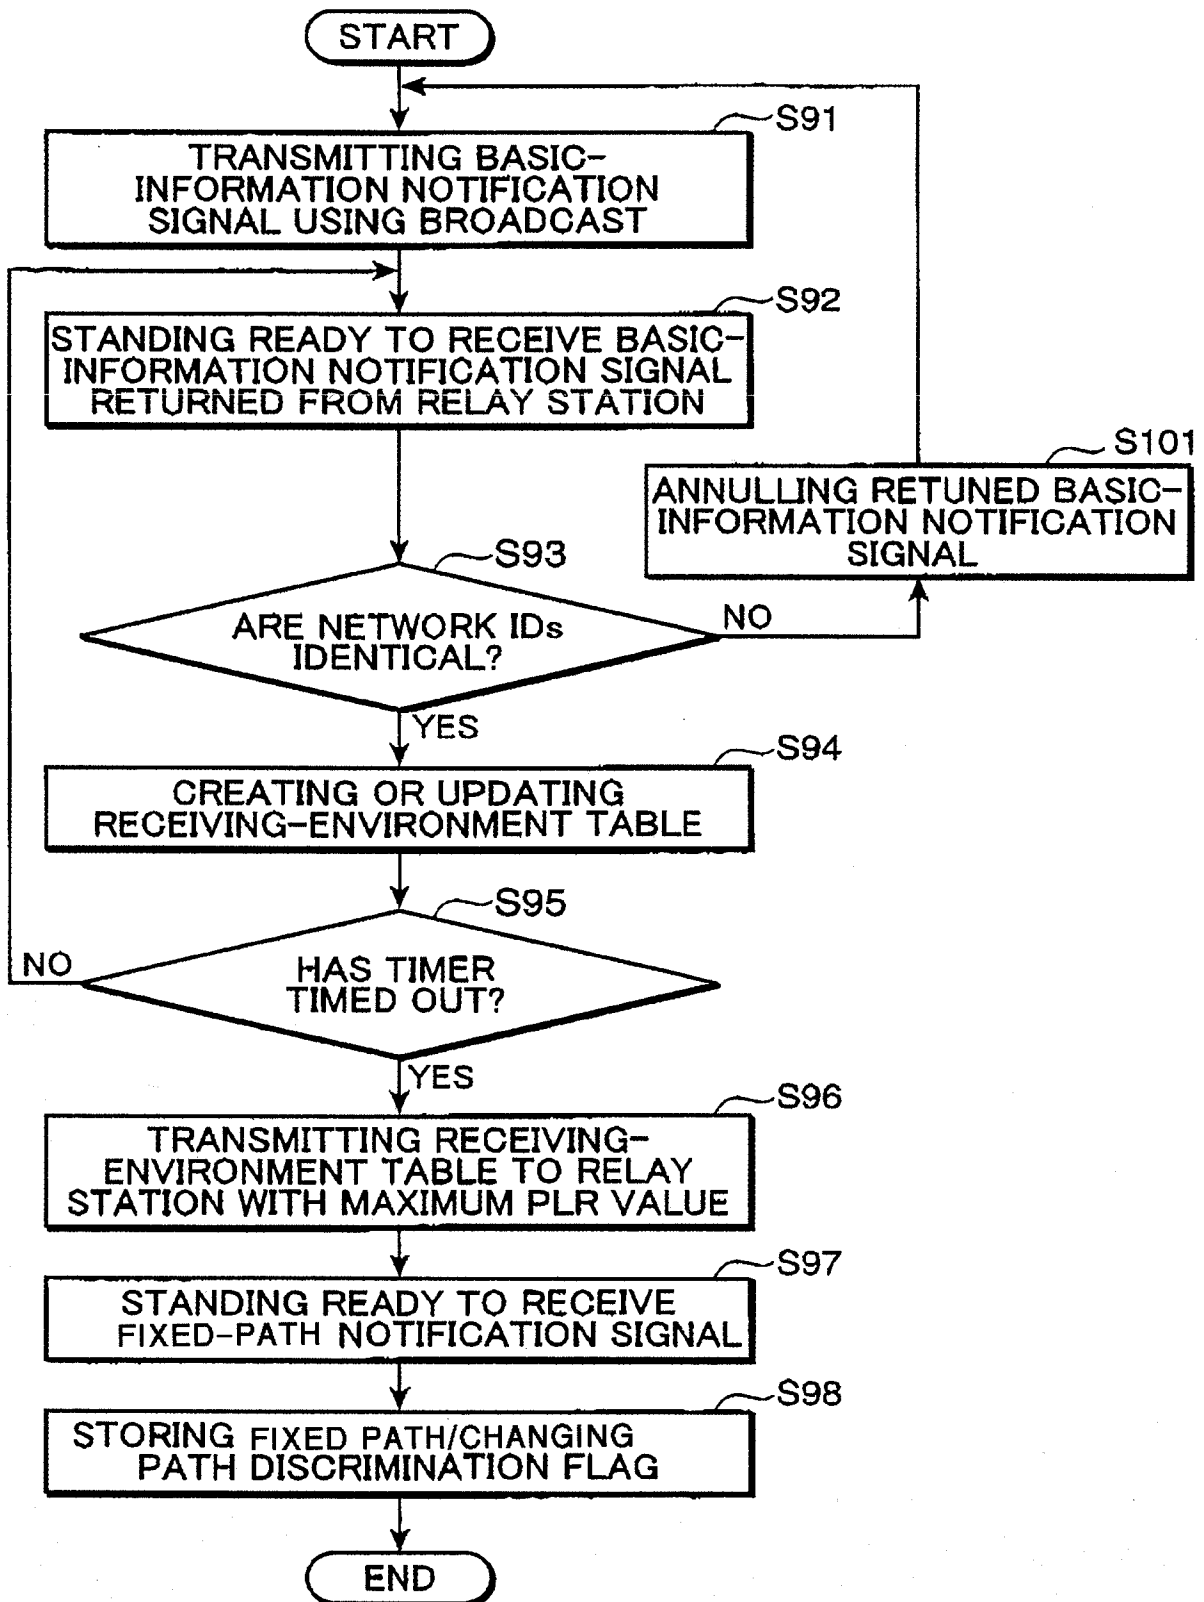 START
S91
TRANSMITTING BASIC-
INFORMATION NOTIFICATION
SIGNAL USING BROADCAST
S92
STANDING READY TO RECEIVE BASIC-
INFORMATION NOTIFICATION SIGNAL
RETURNED FROM RELAY STATION
S101
ANNULLING RETUNED BASIC-
INFORMATION NOTIFICATION
SIGNAL
S93
ARE NETWORK IDs
IDENTICAL?
NO
YES
S94
CREATING OR UPDATING
RECEIVING-ENVIRONMENT TABLE
S95
HAS TIMER
TIMED OUT?
NO
YES
S96
TRANSMITTING RECEIVING-
ENVIRONMENT TABLE TO RELAY
STATION WITH MAXIMUM PLR VALUE
S97
STANDING READY TO RECEIVE
FIXED-PATH NOTIFICATION SIGNAL
S98
STORING FIXED PATH/CHANGING
PATH DISCRIMINATION FLAG
END